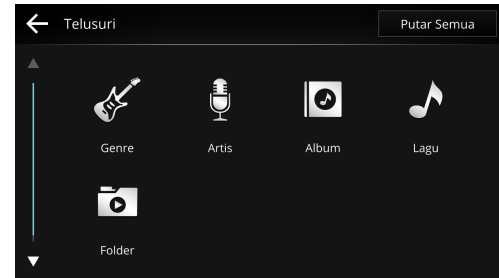 Telusuri
Putar Semua
Genre
Artis
Album
Lagu
Folder